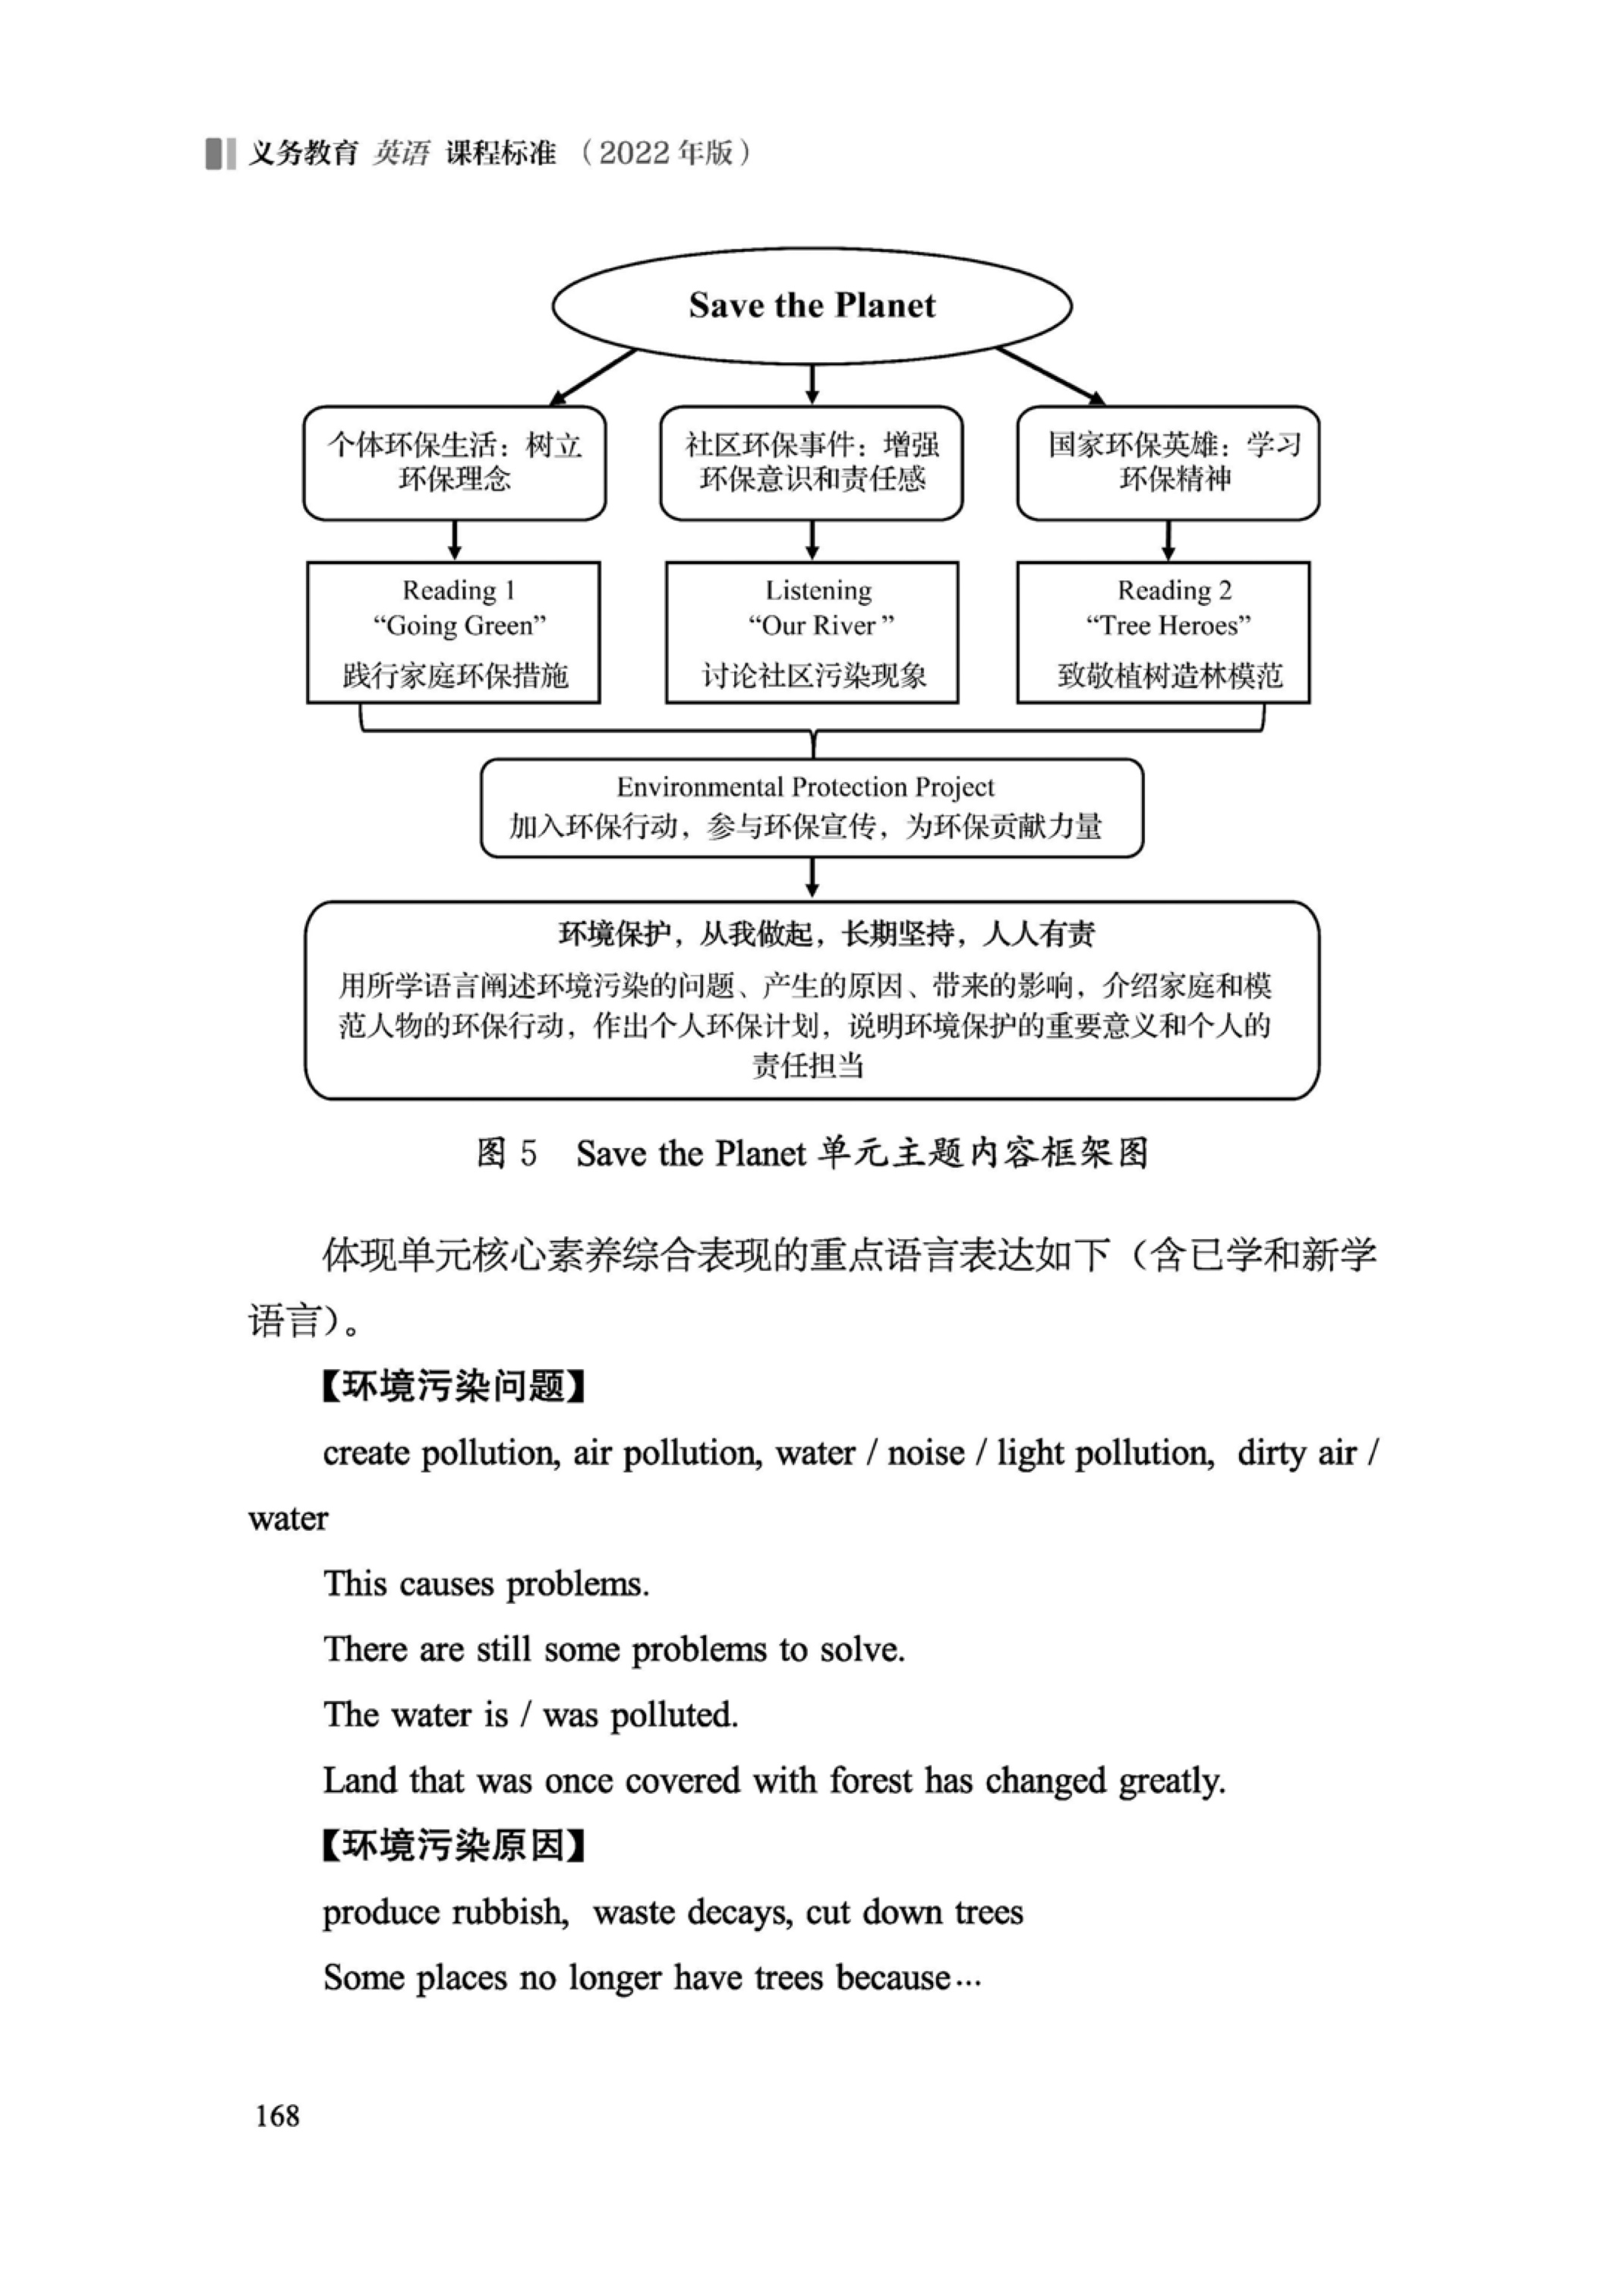 义务教育 英语 课程标准 （2022 年版）
Save the Planet
个体环保生活：树立
环保理念
社区环保事件：增强
环保意识和责任感
国家环保英雄：学习
环保精神
Reading 1
“Going Green”
践行家庭环保措施
Listening
“Our River ”
讨论社区污染现象
Reading 2
“Tree Heroes”
致敬植树造林模范
Environmental Protection Project
加入环保行动，参与环保宣传，为环保贡献力量
环境保护，从我做起，长期坚持，人人有责
用所学语言阐述环境污染的问题、产生的原因、带来的影响，介绍家庭和模
范人物的环保行动，作出个人环保计划，说明环境保护的重要意义和个人的
责任担当
图 5 Save the Planet 单元主题内容框架图
体现单元核心素养综合表现的重点语言表达如下（含已学和新学
语言）。
【环境污染问题】
create pollution, air pollution, water / noise / light pollution, dirty air /
water
This causes problems.
There are still some problems to solve.
The water is / was polluted.
Land that was once covered with forest has changed greatly.
【环境污染原因】
produce rubbish, waste decays, cut down trees
Some places no longer have trees because…
168